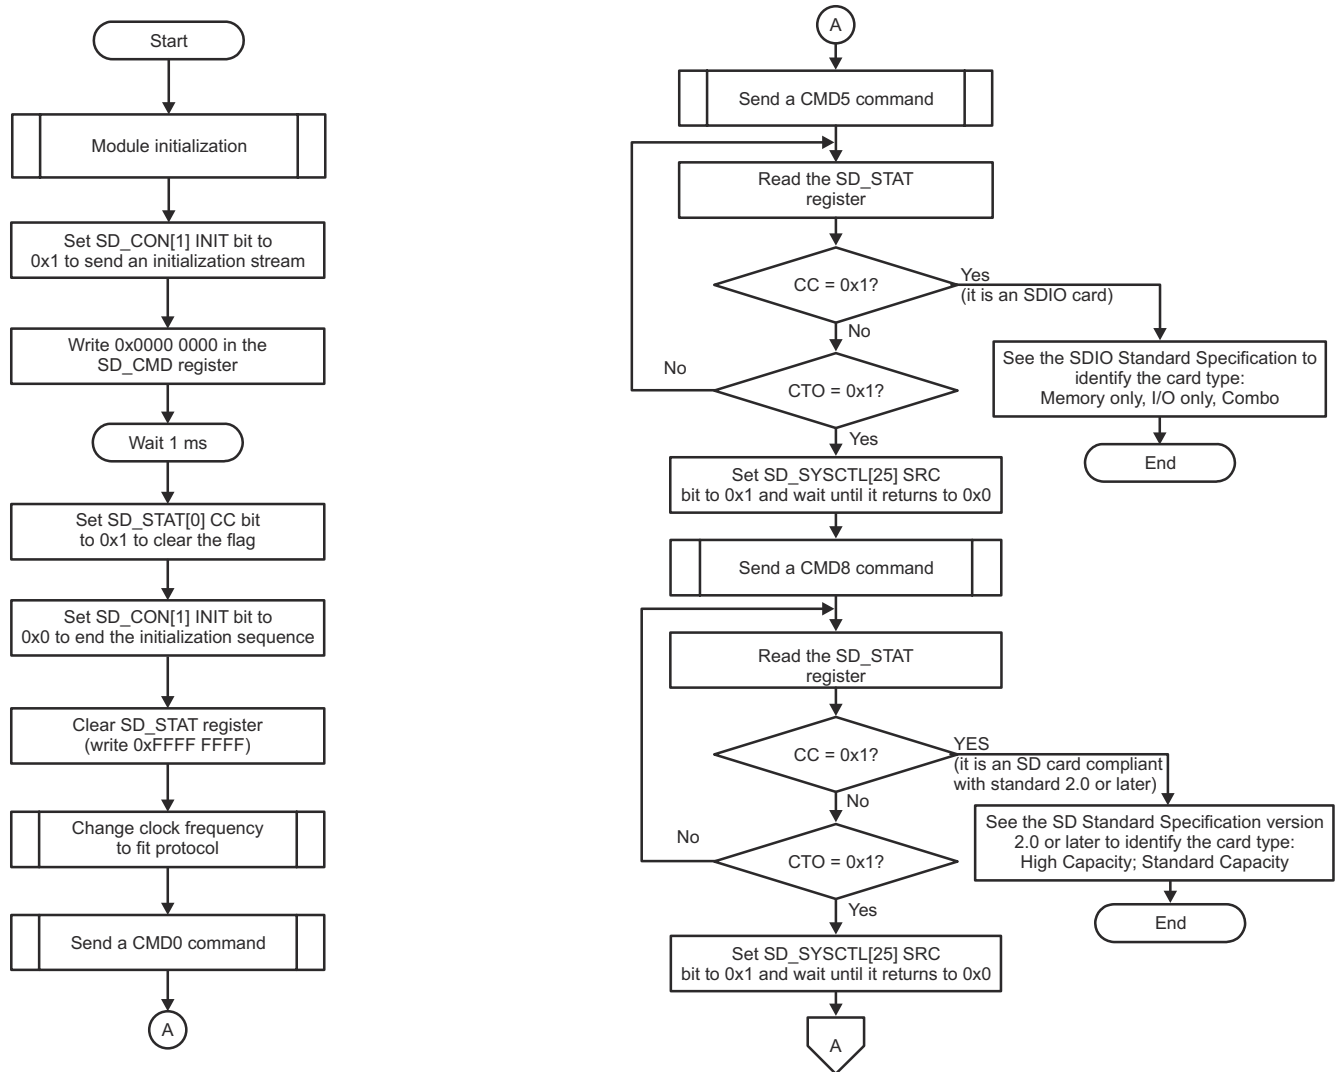 Start
Module initialization
Set SD_CON[1] INIT bit to
0x1 to send an initialization stream
Write 0x0000 0000 in the
SD_CMD register
Wait 1 ms
Set SD_STAT[0] CC bit
to 0x1 to clear the flag
Set SD_CON[1] INIT bit to
0x0 to end the initialization sequence
Clear SD_STAT register
(write 0xFFFF FFFF)
Change clock frequency
to fit protocol
Send a CMD0 command
A
A
Send a CMD5 command
Read the SD_STAT
register
CC = 0x1?
Yes
(it is an SDIO card)
No
See the SDIO Standard Specification to
identify the card type:
Memory only, I/O only, Combo
End
No
CTO = 0x1?
Yes
Set SD_SYSCTL[25] SRC
bit to 0x1 and wait until it returns to 0x0
Send a CMD8 command
Read the SD_STAT
register
CC = 0x1?
YES
(it is an SD card compliant
with standard 2.0 or later)
No
See the SD Standard Specification version
2.0 or later to identify the card type:
High Capacity; Standard Capacity
End
No
CTO = 0x1?
Yes
Set SD_SYSCTL[25] SRC
bit to 0x1 and wait until it returns to 0x0
A